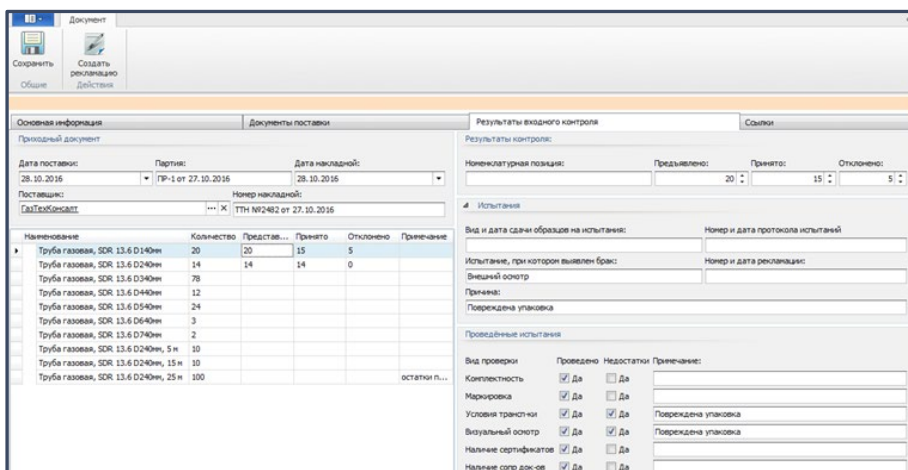 Документ
Сохранить
Создать рекламацию
Общие
Действия
Основная информация
Документы поставки
Результаты входного контроля
Ссылки
Приходный документ
Дата поставки: Партия: Дата накладной:
28.10.2016 ПР-1 от 27.10.2016 28.10.2016
Поставщик: Номер накладной:
ГазТехКонсалт ... X ТТН №2482 от 27.10.2016
Наименование Количество Представ... Принято Отклонено Примечание
Труба газовая, SDR 13.6 D140мм 20 20 15 5
Труба газовая, SDR 13.6 D240мм 14 14 14 0
Труба газовая, SDR 13.6 D340мм 78
Труба газовая, SDR 13.6 D440мм 12
Труба газовая, SDR 13.6 D540мм 24
Труба газовая, SDR 13.6 D640мм 3
Труба газовая, SDR 13.6 D740мм 2
Труба газовая, SDR 13.6 D240мм, 5 м 10
Труба газовая, SDR 13.6 D240мм, 15 м 10
Труба газовая, SDR 13.6 D240мм, 25 м 100 остатки п...
Результаты контроля:
Номенклатурная позиция: Предъявлено: Принято: Отклонено:
20 15 5
Испытания
Вид и дата сдачи образцов на испытания: Номер и дата протокола испытаний
Испытание, при котором выявлен брак: Номер и дата рекламации:
Внешний осмотр
Причина:
Повреждена упаковка
Проведённые испытания
Вид проверки Проведено Недостатки Примечание:
Комплектность Да Да
Маркировка Да Да
Условия трансп-ки Да Да Повреждена упаковка
Визуальный осмотр Да Да Повреждена упаковка
Наличие сертификатов Да Да
Наличие сопр док-ов Да Да